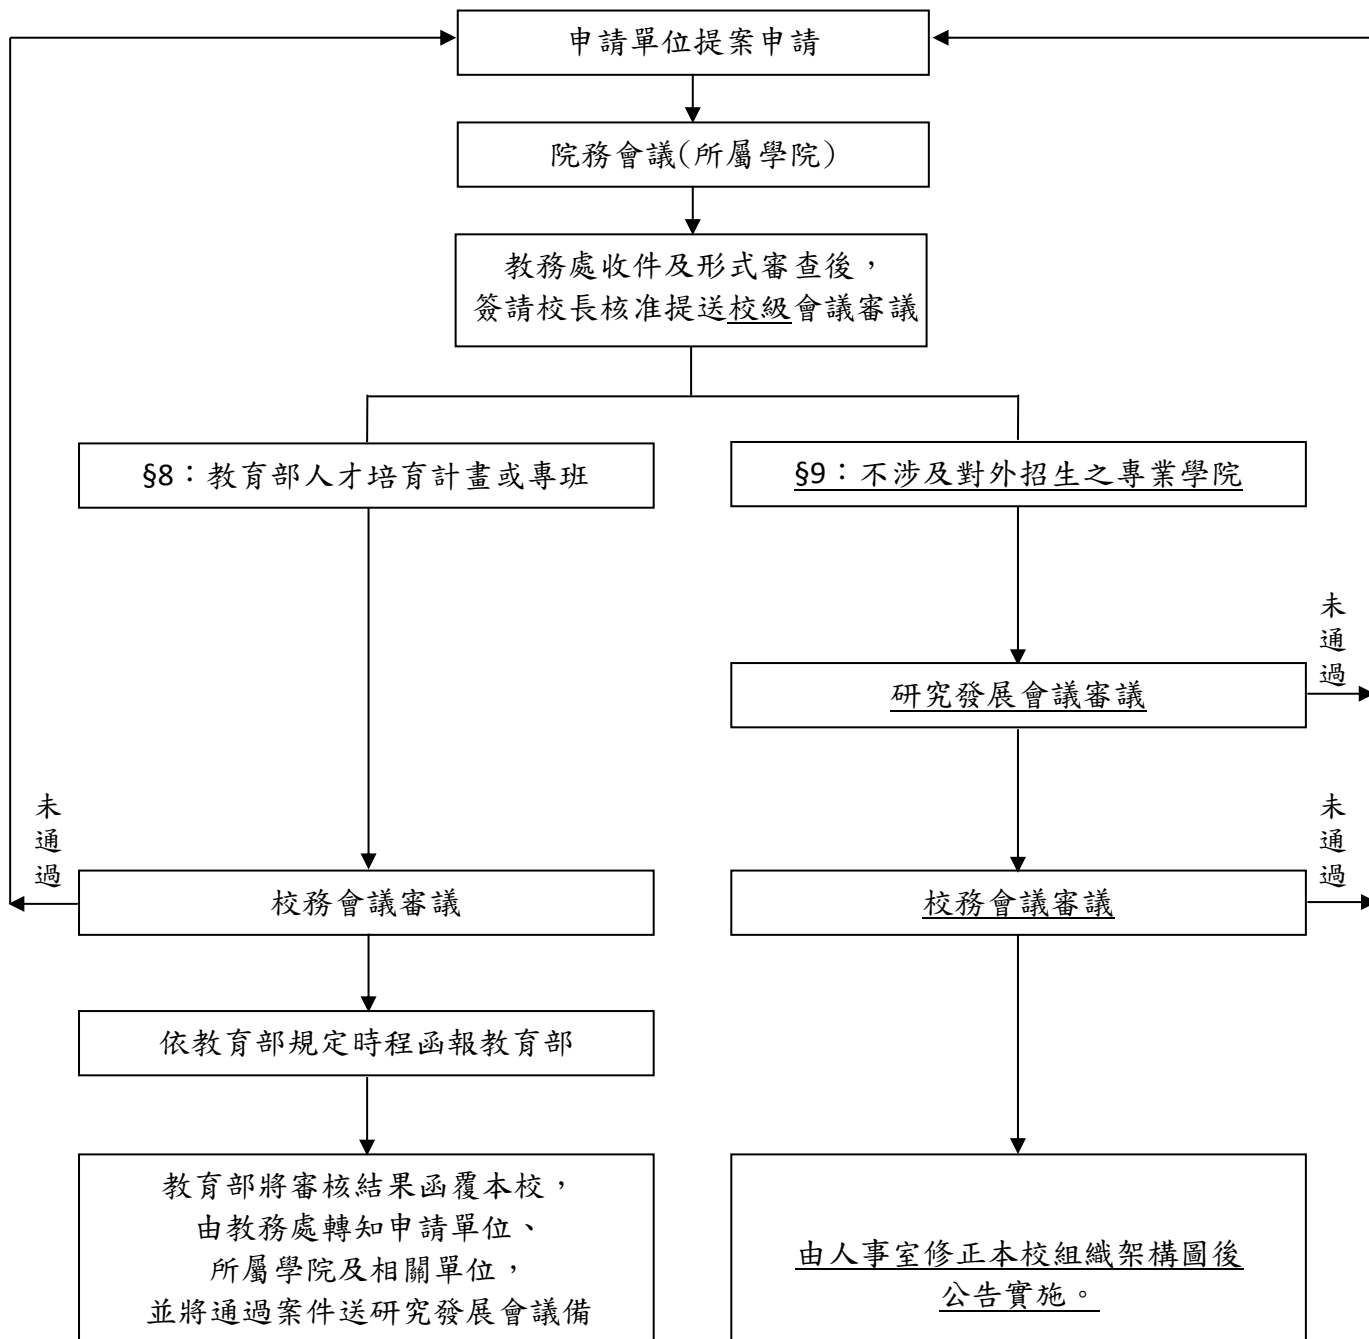 申請單位提案申請
院務會議(所屬學院)
教務處收件及形式審查後，
簽請校長核准提送校級會議審議
§8：教育部人才培育計畫或專班
§9：不涉及對外招生之專業學院
未
通
過
研究發展會議審議
未
通
過
未
通
過
校務會議審議
校務會議審議
依教育部規定時程函報教育部
教育部將審核結果函覆本校，
由教務處轉知申請單位、
所屬學院及相關單位，
並將通過案件送研究發展會議備
由人事室修正本校組織架構圖後
公告實施。